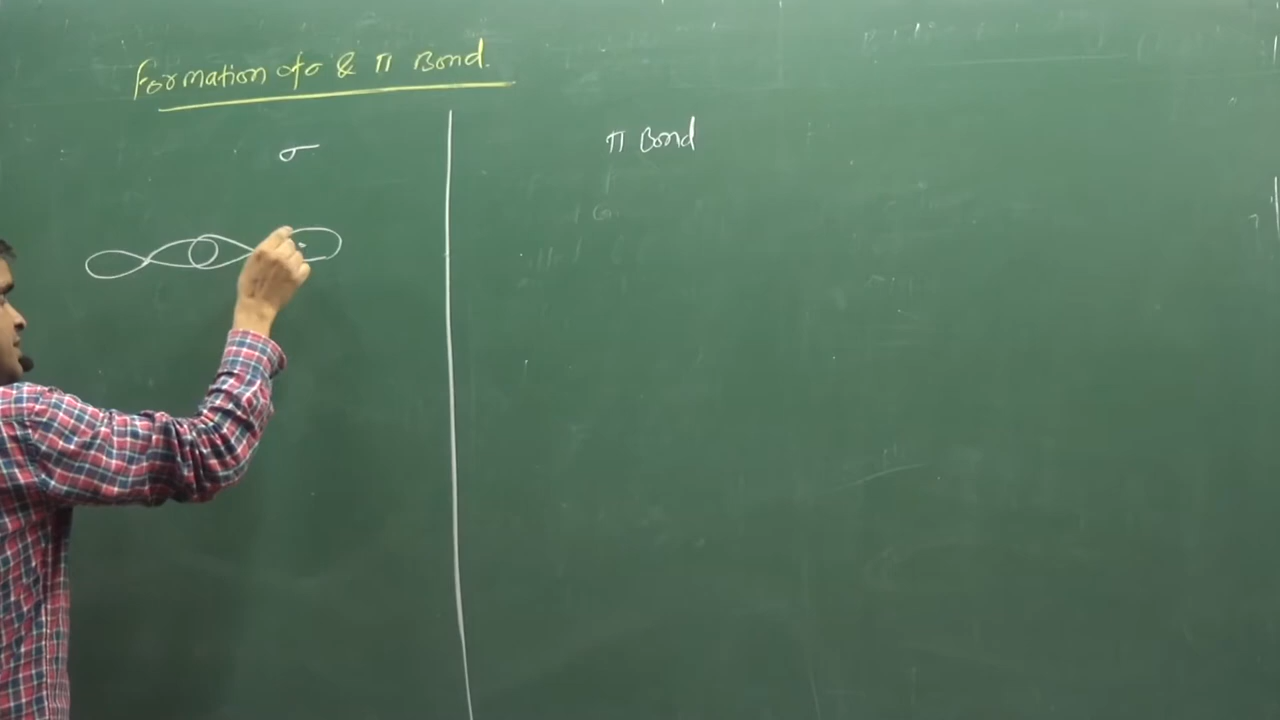 Formation of σ & π Bond.
σ
π Bond